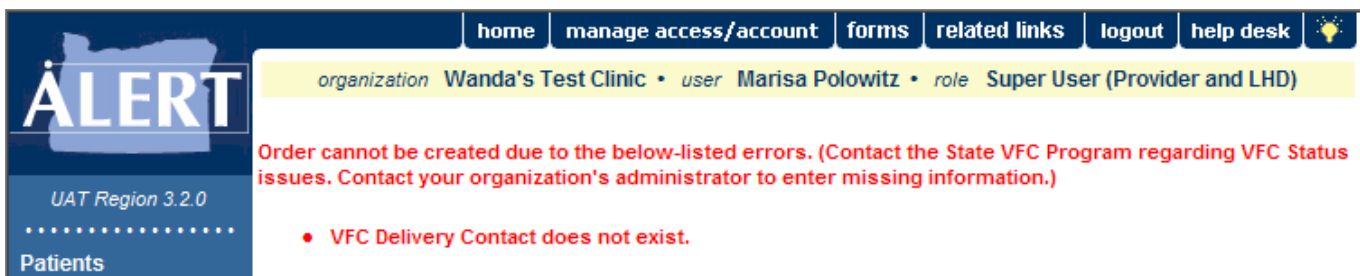 home manage access/account forms related links logout help desk
ALERT
organization Wanda's Test Clinic • user Marisa Polowitz • role Super User (Provider and LHD)
Order cannot be created due to the below-listed errors. (Contact the State VFC Program regarding VFC Status
issues. Contact your organization's administrator to enter missing information.)
UAT Region 3.2.0
• VFC Delivery Contact does not exist.
Patients